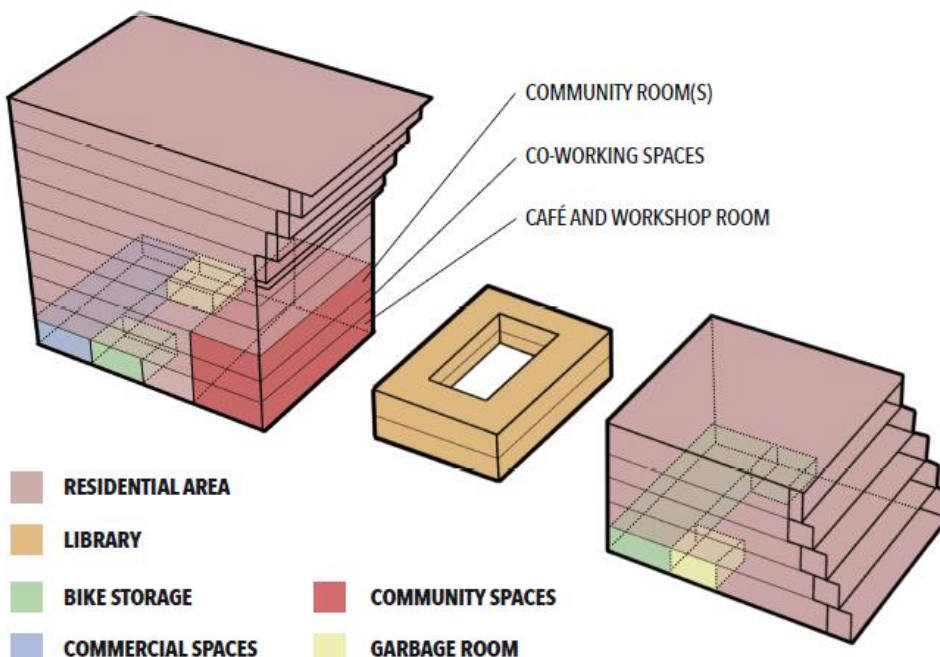 COMMUNITY ROOM(S)
CO-WORKING SPACES
CAFÉ AND WORKSHOP ROOM
RESIDENTIAL AREA
LIBRARY
BIKE STORAGE
COMMERCIAL SPACES
COMMUNITY SPACES
GARBAGE ROOM